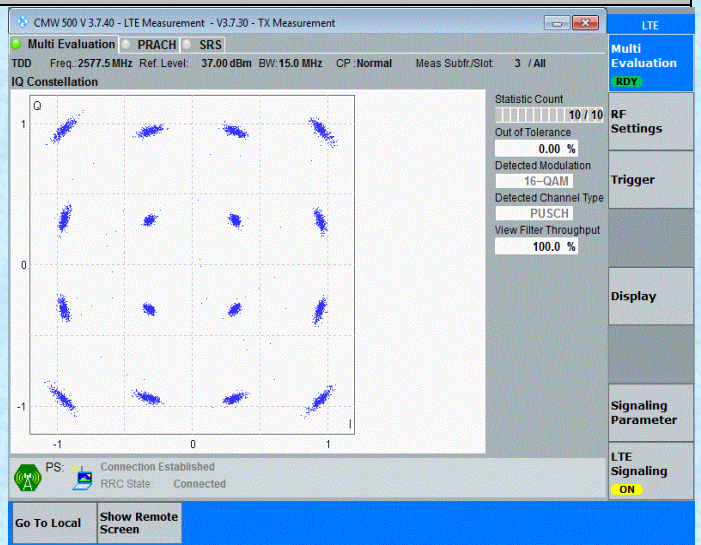 CMW 500 V 3.7.40 - LTE Measurement - V3.7.30 - TX Measurement
LTE
Multi Evaluation PRACH SRS
TDD Freq.:2577.5 MHz Ref. Level: 37.00 dBm BW:15.0 MHz CP :Normal Meas Subfr./Slot: 3 / All
IQ Constellation
Q
1
0
-1
I
-1 0 1
Statistic Count
10 / 10
Out of Tolerance
0.00 %
Detected Modulation
16-QAM
Detected Channel Type
PUSCH
View Filter Throughput
100.0 %
Multi
Evaluation
RDY
RF
Settings
Trigger
Display
Signaling
Parameter
LTE
Signaling
ON
PS: Connection Established
RRC State: Connected
Go To Local
Show Remote
Screen